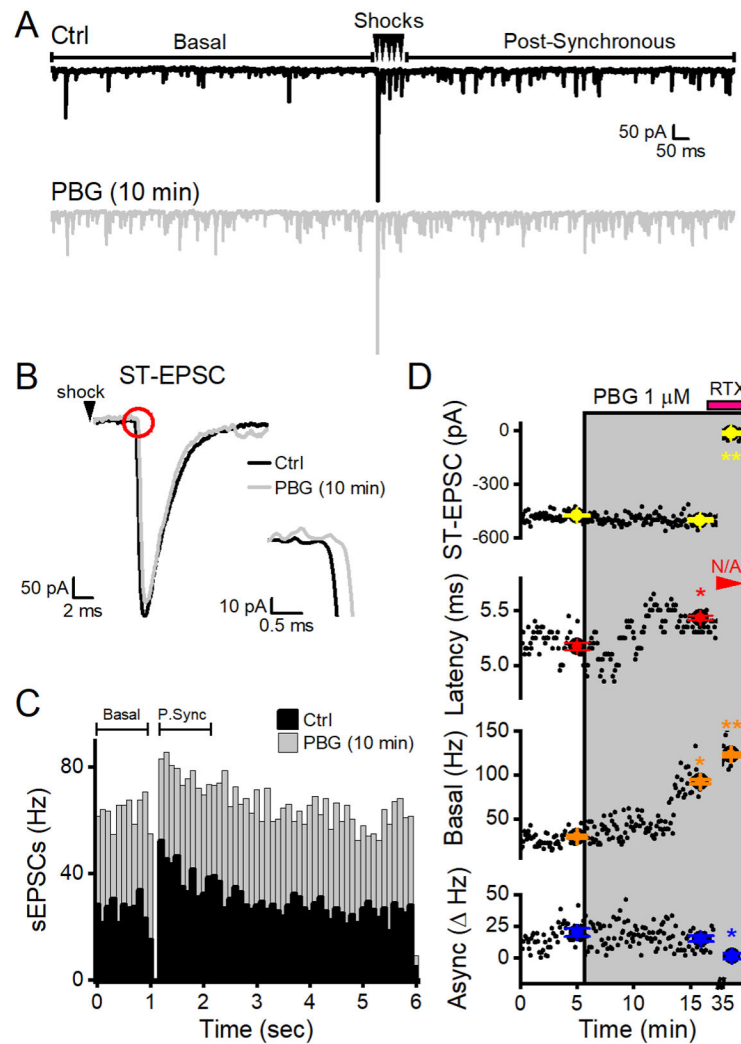 A
Ctrl
Basal
Shocks
Post-Synchronous
50 pA
50 ms
PBG (10 min)
B
ST-EPSC
shock
Ctrl
PBG (10 min)
50 pA
2 ms
10 pA
0.5 ms
C
Basal
P.Sync
Ctrl
PBG (10 min)
sEPSCs (Hz)
80
40
0
0 1 2 3 4 5 6
Time (sec)
D
PBG 1 μM
RTX
ST-EPSC (pA)
0
-300
-600
**
Latency (ms)
5.5
5.0
*
N/A
Basal (Hz)
150
100
50
*
**
Async (Δ Hz)
50
25
0
*
0 5 10 15 35
Time (min)